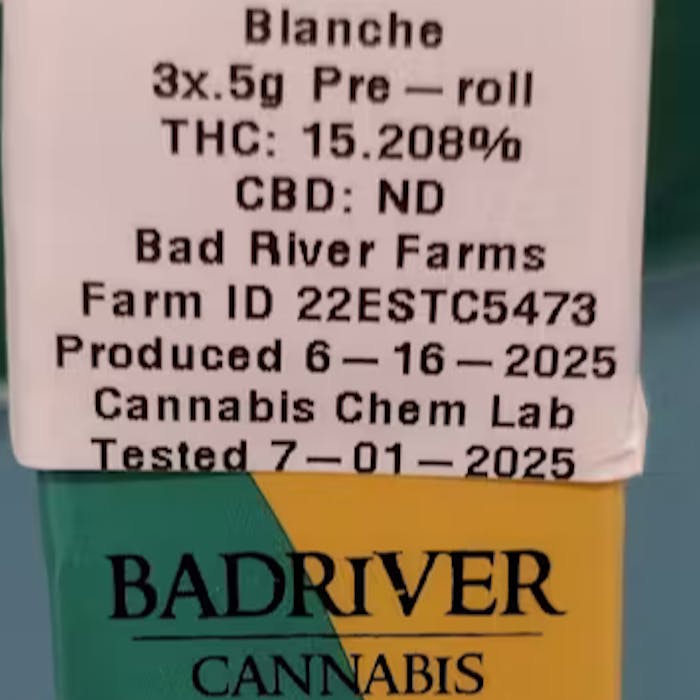 Blanche
3x.5g Pre — roll
THC: 15.208%
CBD: ND
Bad River Farms
Farm ID 22ESTC5473
Produced 6 — 16 — 2025
Cannabis Chem Lab
Tested 7 — 01 — 2025
BADRIVER
CANNABIS